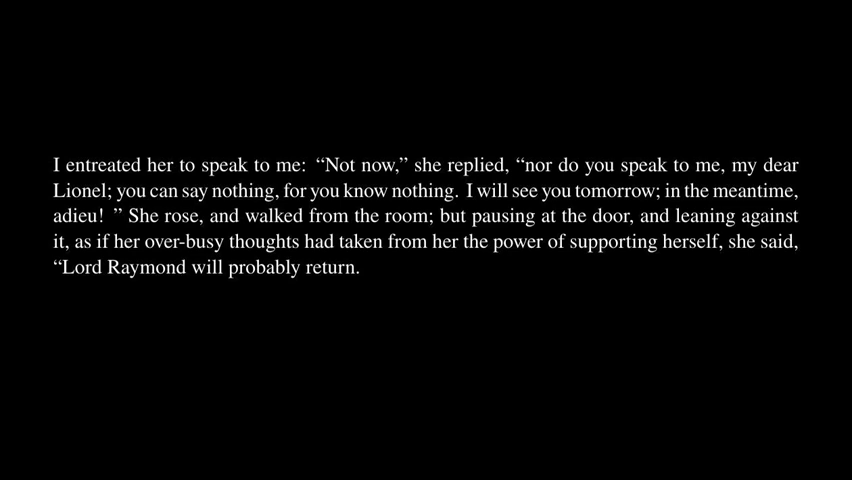 I entreated her to speak to me: “Not now,” she replied, “nor do you speak to me, my dear
Lionel; you can say nothing, for you know nothing. I will see you tomorrow; in the meantime,
adieu! ” She rose, and walked from the room; but pausing at the door, and leaning against
it, as if her over-busy thoughts had taken from her the power of supporting herself, she said,
“Lord Raymond will probably return.